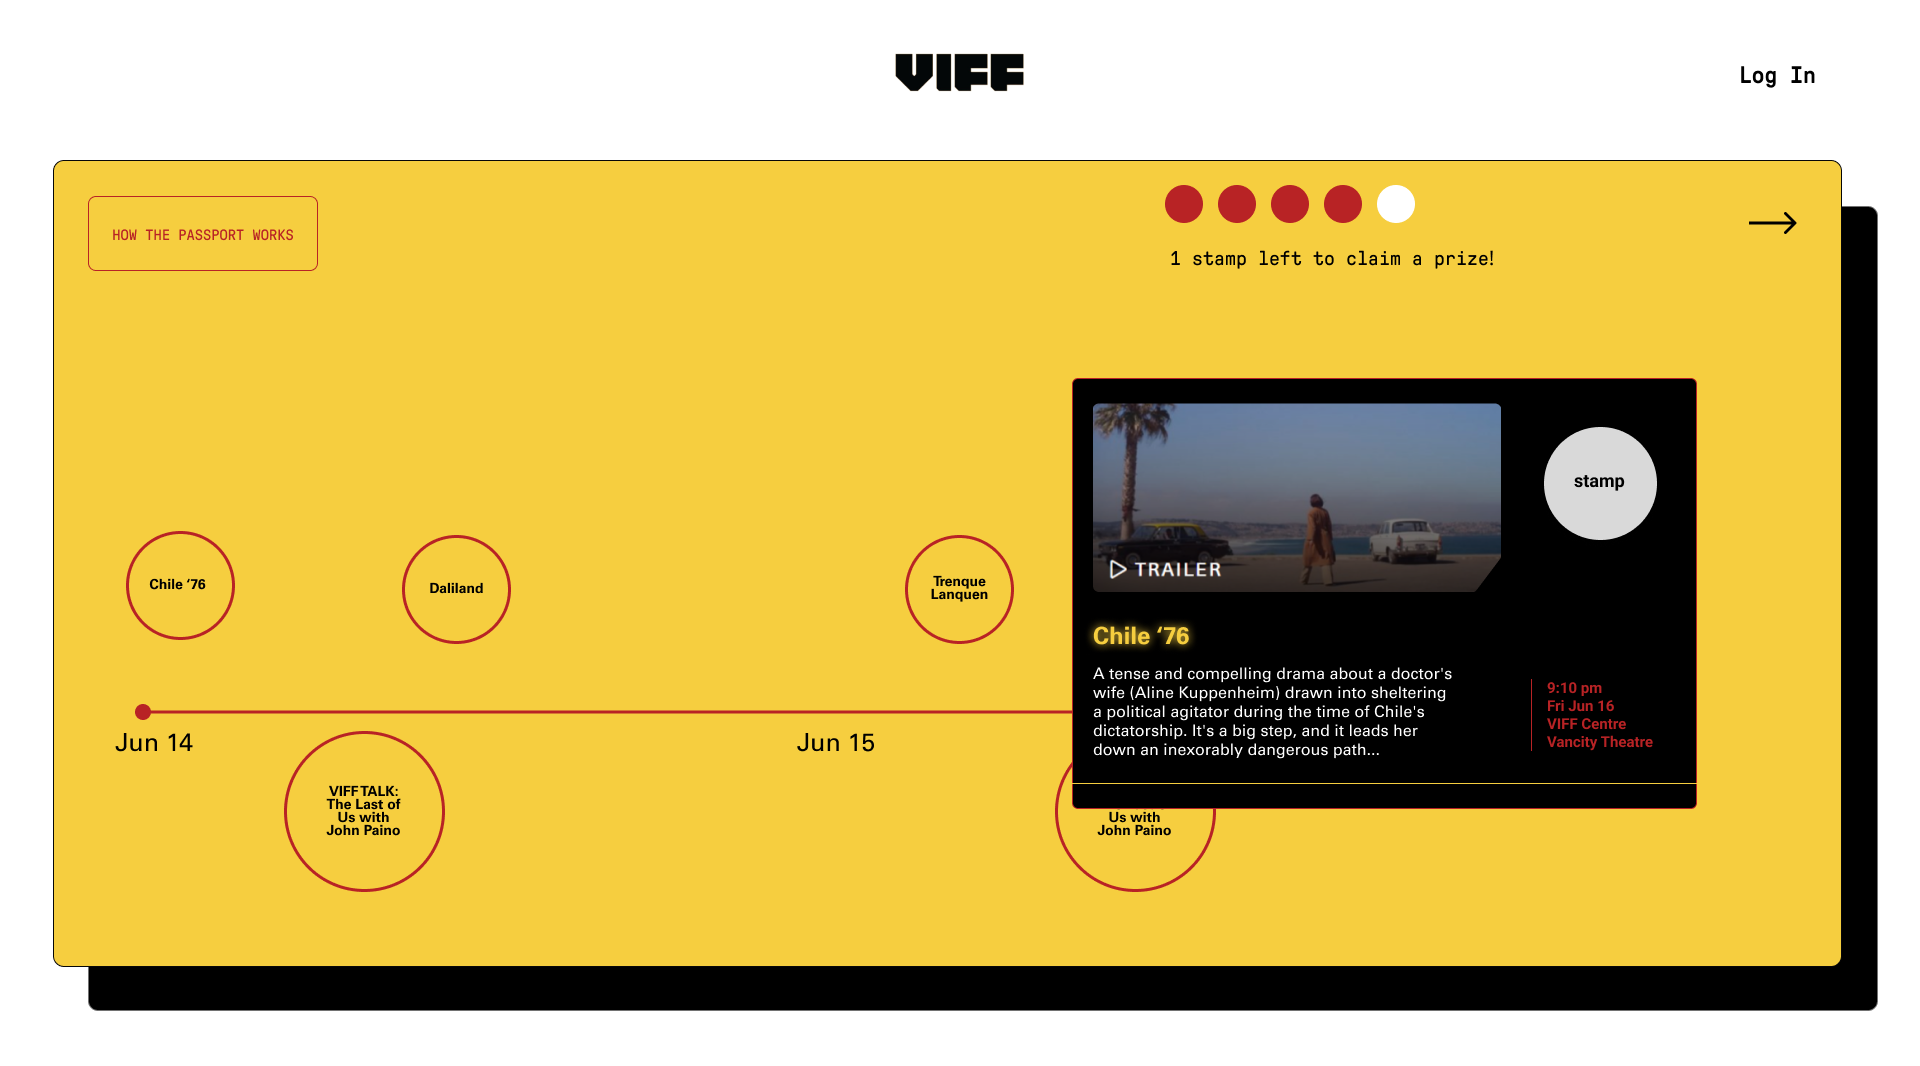 VIFF
Log In
HOW THE PASSPORT WORKS
1 stamp left to claim a prize!
stamp
TRAILER
Chile ‘76
Daliland
Trenque
Lanquen
Chile ‘76
A tense and compelling drama about a doctor's
wife (Aline Kuppenheim) drawn into sheltering
a political agitator during the time of Chile's
dictatorship. It's a big step, and it leads her
down an inexorably dangerous path...
9:10 pm
Fri Jun 16
VIFF Centre
Vancity Theatre
Jun 14
Jun 15
VIFF TALK:
The Last of
Us with
John Paino
Us with
John Paino